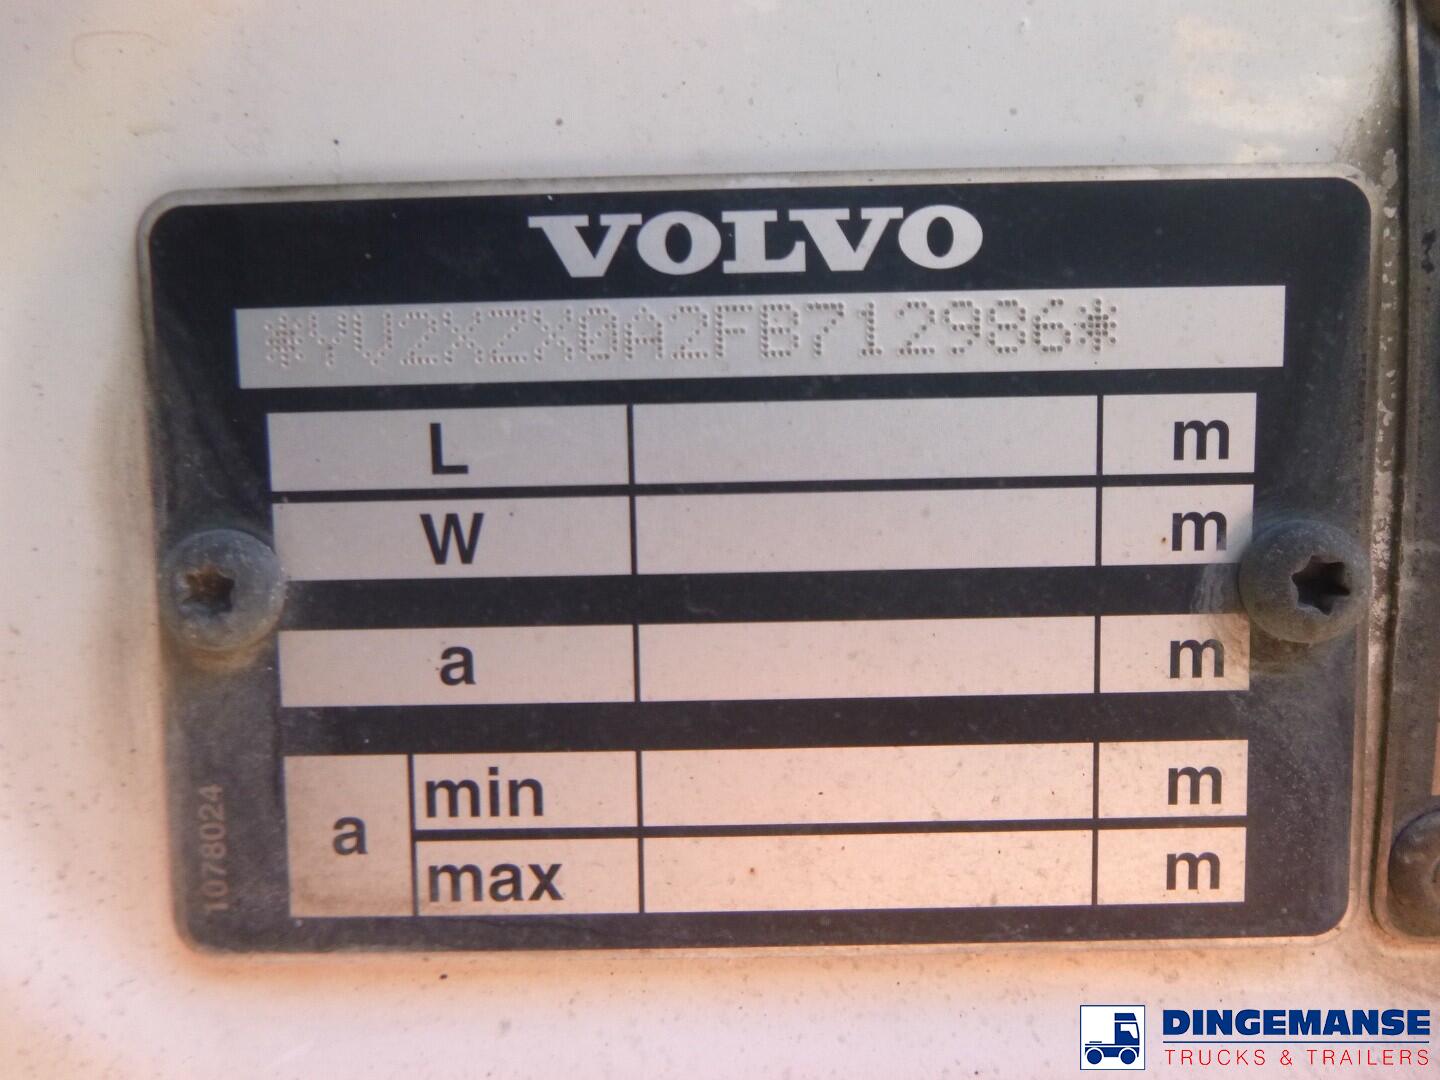 VOLVO
*YV2XZX0A2FB712986*
L m
W m
a m
a min m
max m
1078024
DINGEMANSE
TRUCKS & TRAILERS